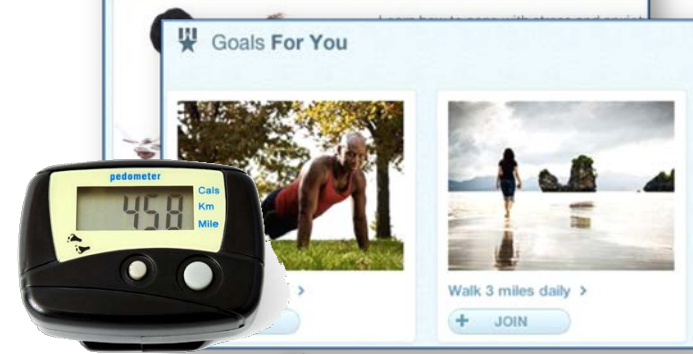 Goals For You
pedometer
458
Cals
Km
Mile
Walk 3 miles daily >
>
+ JOIN